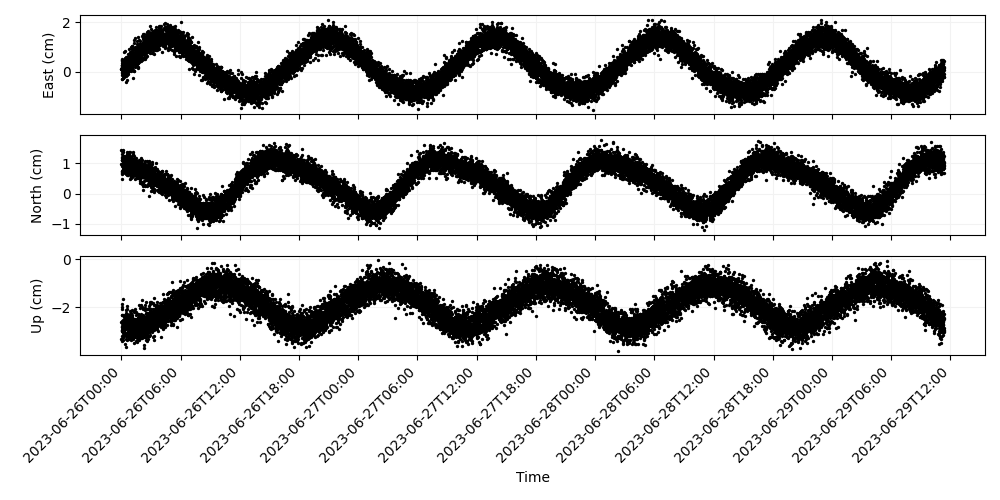 East (cm)
2
0
North (cm)
1
0
−1
Up (cm)
0
−2
2023-06-26T00:00
2023-06-26T06:00
2023-06-26T12:00
2023-06-26T18:00
2023-06-27T00:00
2023-06-27T06:00
2023-06-27T12:00
2023-06-27T18:00
2023-06-28T00:00
2023-06-28T06:00
2023-06-28T12:00
2023-06-28T18:00
2023-06-29T00:00
2023-06-29T06:00
2023-06-29T12:00
Time